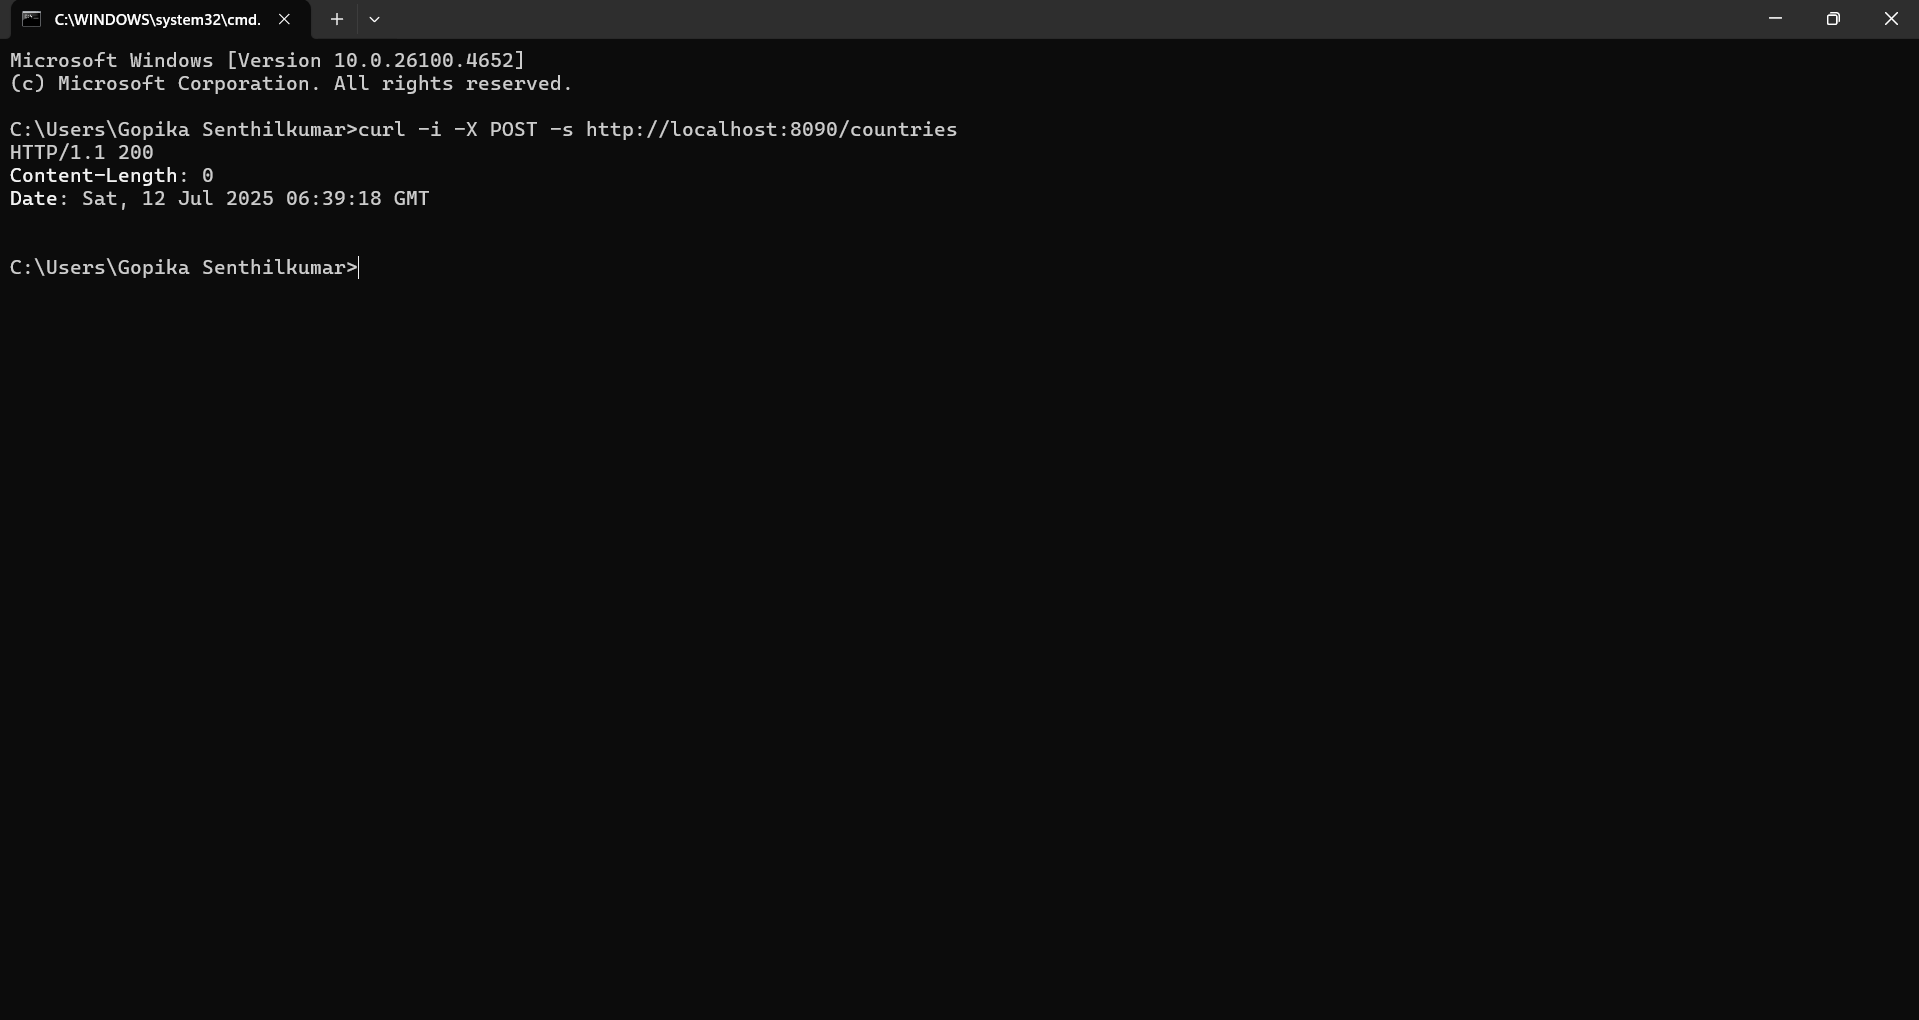 C:\WINDOWS\system32\cmd.
Microsoft Windows [Version 10.0.26100.4652]
(c) Microsoft Corporation. All rights reserved.
C:\Users\Gopika Senthilkumar>curl -i -X POST -s http://localhost:8090/countries
HTTP/1.1 200
Content-Length: 0
Date: Sat, 12 Jul 2025 06:39:18 GMT
C:\Users\Gopika Senthilkumar>